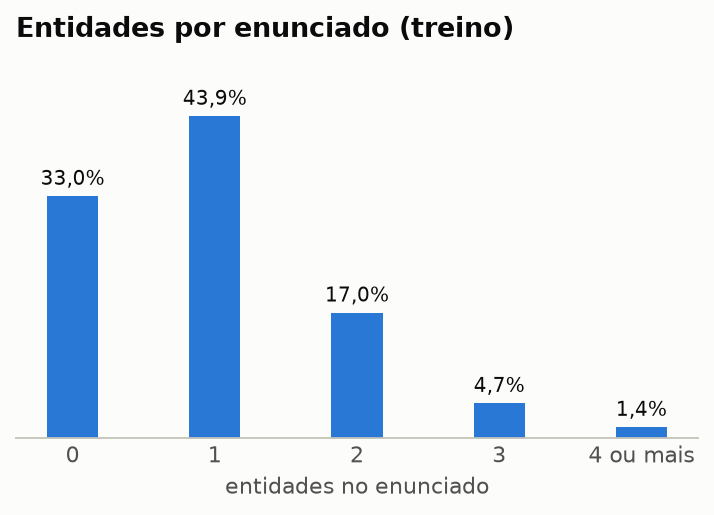 Entidades por enunciado (treino)
43,9%
33,0%
17,0%
4,7%
1,4%
0 1 2 3 4 ou mais
entidades no enunciado